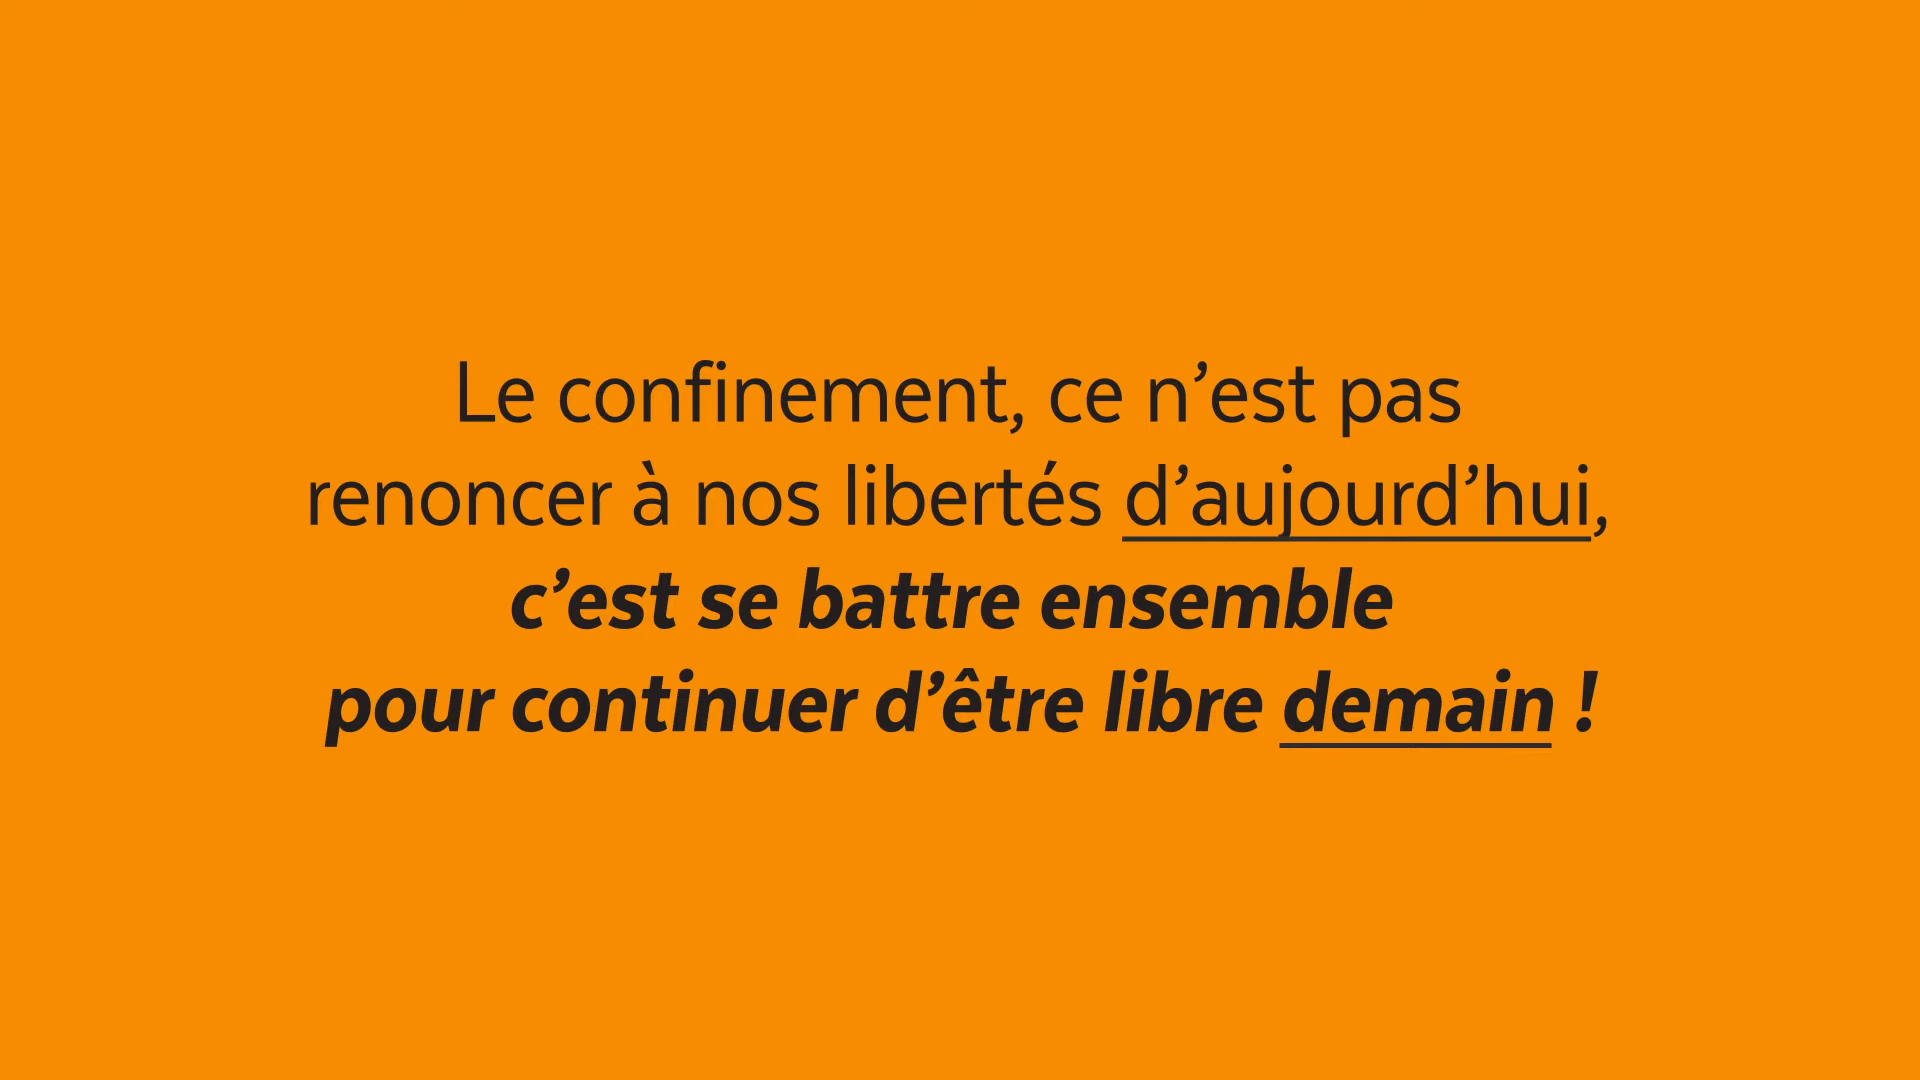 Le confinement, ce n’est pas
renoncer à nos libertés d’aujourd’hui,
c’est se battre ensemble
pour continuer d’être libre demain !